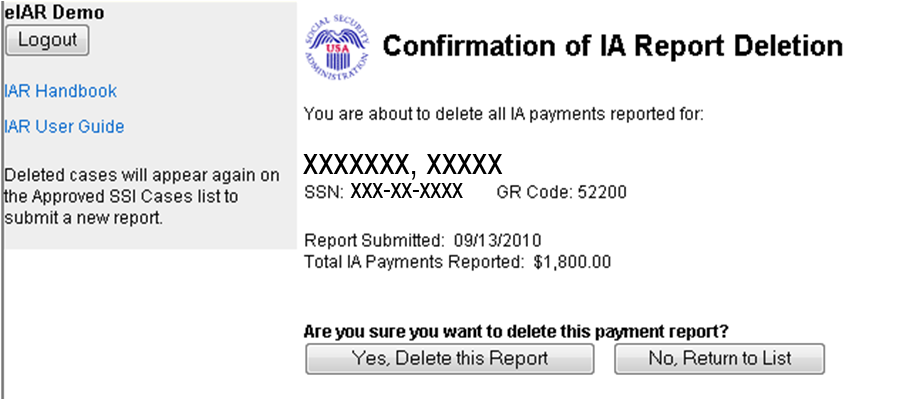 eIAR Demo
Logout
IAR Handbook
IAR User Guide
Deleted cases will appear again on
the Approved SSI Cases list to
submit a new report.
SOCIAL SECURITY
USA
ADMINISTRATION
Confirmation of IA Report Deletion
You are about to delete all IA payments reported for:
XXXXXXX, XXXXX
SSN: XXX-XX-XXXX GR Code: 52200
Report Submitted: 09/13/2010
Total IA Payments Reported: $1,800.00
Are you sure you want to delete this payment report?
Yes, Delete this Report No, Return to List